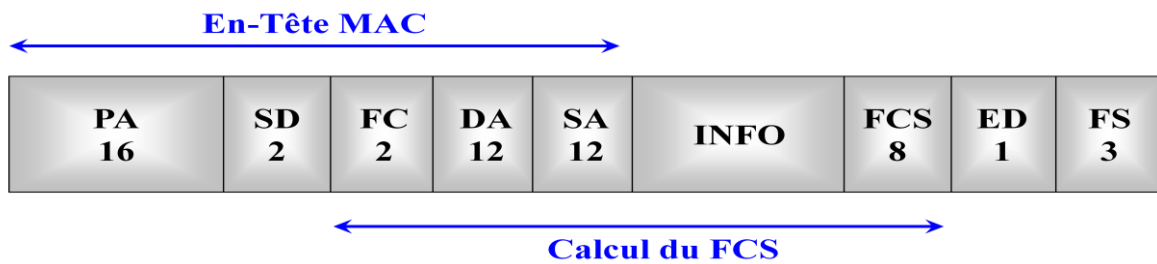 En-Tête MAC
PA SD FC DA SA INFO FCS ED FS
16 2 2 12 12 8 1 3
Calcul du FCS